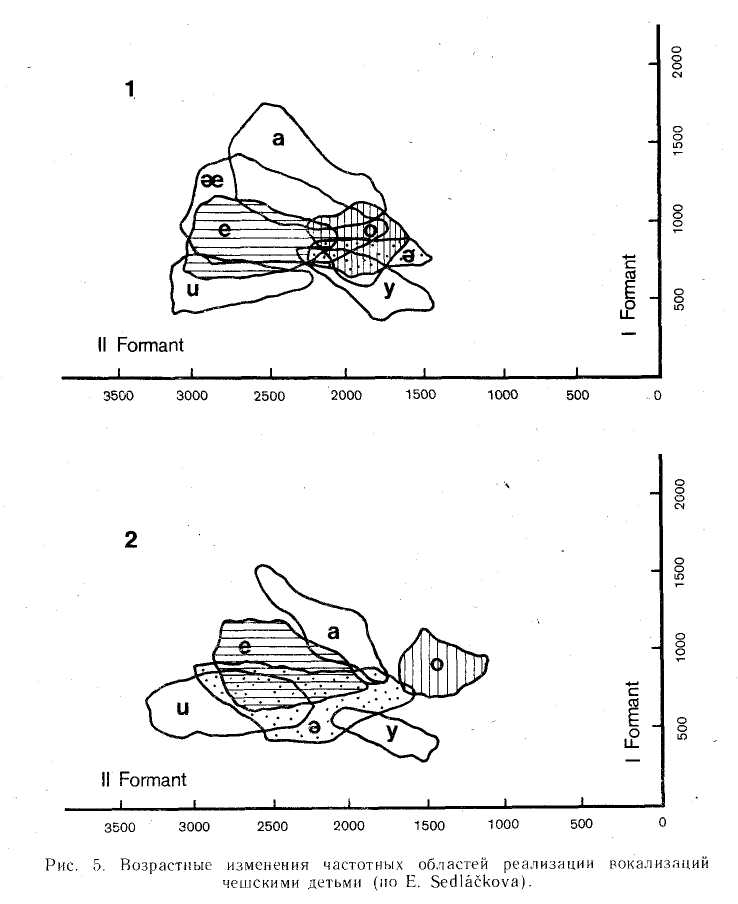 1
a
æe
e
o
ə
u
y
2000
1500
1000
500
I Formant
II Formant
3500 3000 2500 2000 1500 1000 500 0
2
a
e
o
u
ə
y
2000
1500
1000
500
I Formant
II Formant
3500 3000 2500 2000 1500 1000 500 0
Рис. 5. Возрастные изменения частотных областей реализации вокализаций
чешскими детьми (по E. Sedláčkova).